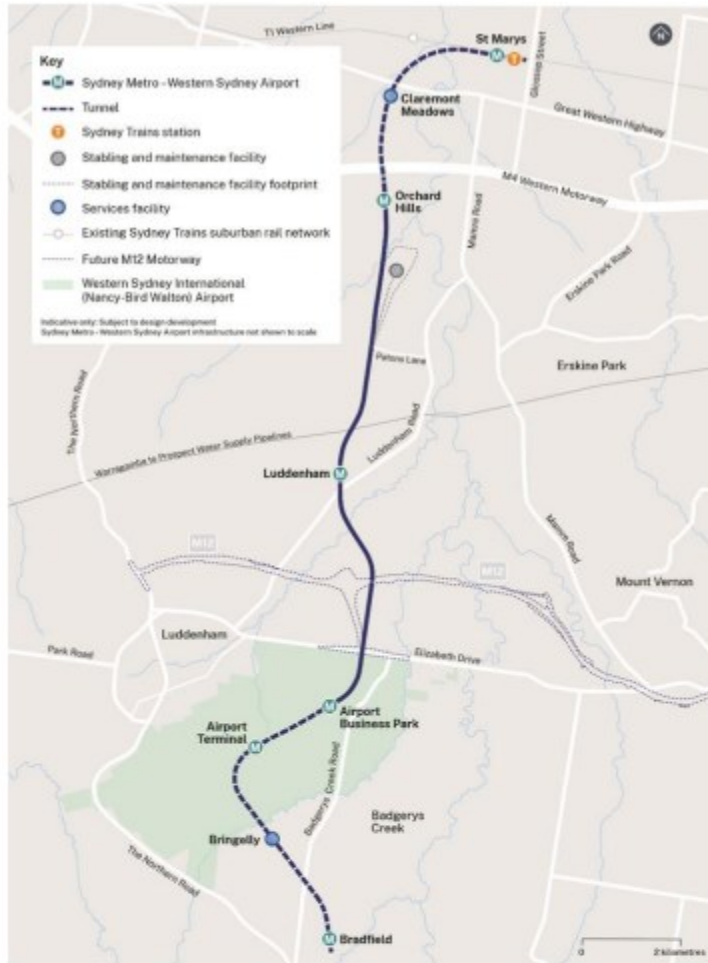 T1 Western Line
St Marys
N
Glossop Street
Key
M Sydney Metro - Western Sydney Airport
Tunnel
T Sydney Trains station
Stabling and maintenance facility
Stabling and maintenance facility footprint
Services facility
Existing Sydney Trains suburban rail network
Future M12 Motorway
Western Sydney International
(Nancy-Bird Walton) Airport
Indicative only: Subject to design development
Sydney Metro - Western Sydney Airport infrastructure not shown to scale
M
T
Claremont
Meadows
Great Western Highway
M4 Western Motorway
M
Orchard
Hills
Mamre Road
Erskine Park Road
Patons Lane
Erskine Park
The Northern Road
Warragamba to Prospect Water Supply Pipelines
Luddenham Road
Luddenham
M
Mamre Road
M12
M12
Mount Vernon
Luddenham
Park Road
Elizabeth Drive
M
Airport
Business Park
Airport
Terminal
M
Badgerys Creek Road
Badgerys
Creek
Bringelly
The Northern Road
M
Bradfield
0
2 kilometres